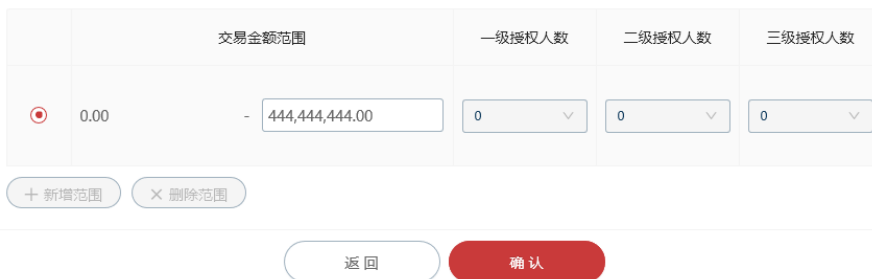 交易金额范围 一级授权人数 二级授权人数 三级授权人数
0.00 - 444,444,444.00 0 0 0
+ 新增范围 × 删除范围
返回 确认